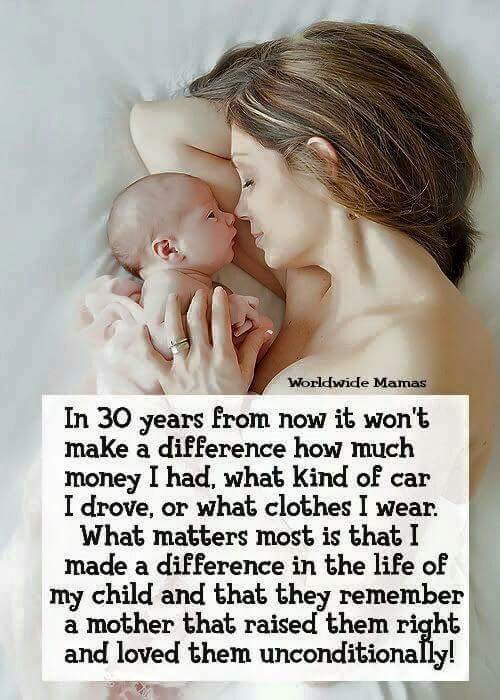 Worldwide Mamas
In 30 years from now it won't
make a difference how much
money I had, what kind of car
I drove, or what clothes I wear.
What matters most is that I
made a difference in the life of
my child and that they remember
a mother that raised them right
and loved them unconditionally!